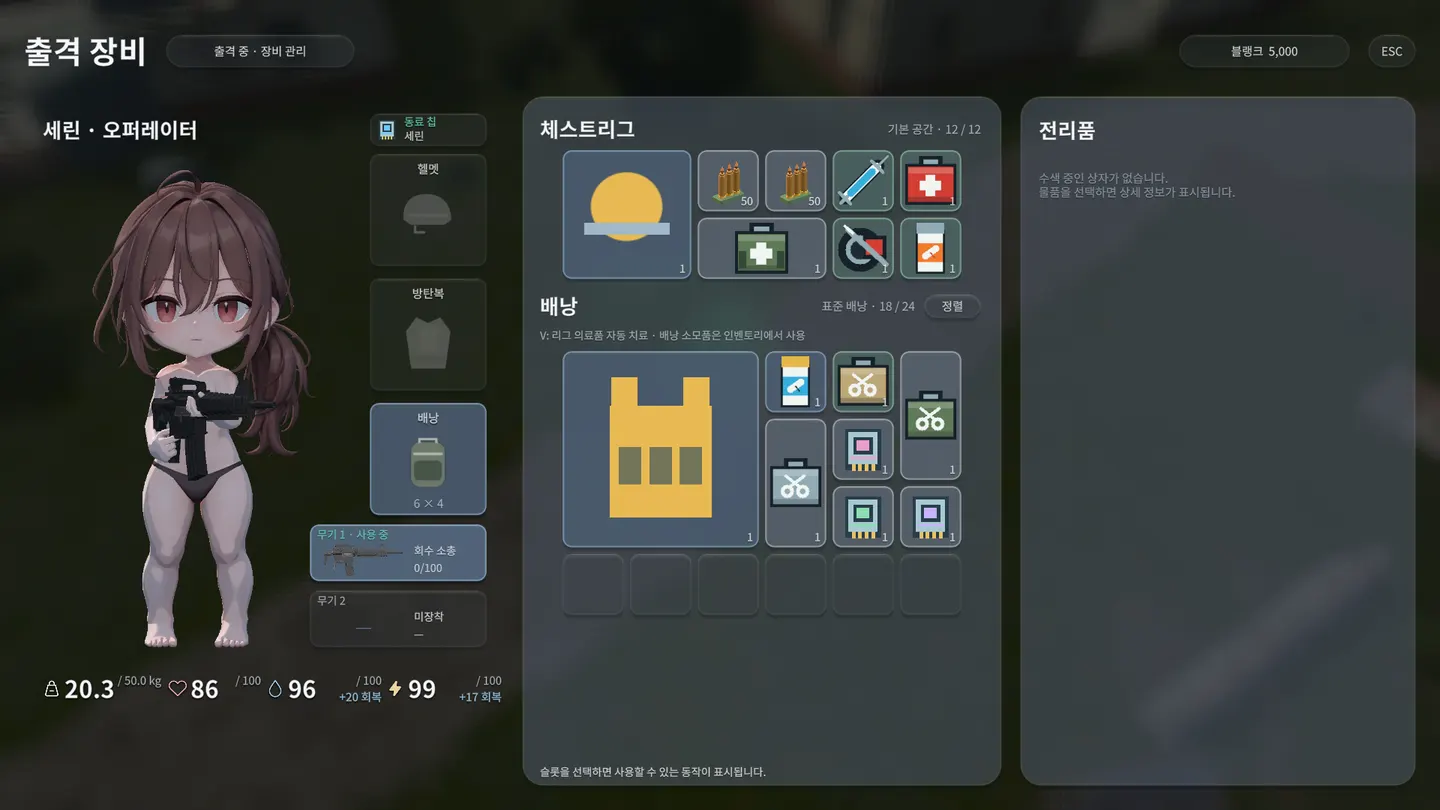 출격 장비
출격 중 · 장비 관리
블랭크 5,000
ESC
세린 · 오퍼레이터
동료 칩
세린
헬멧
방탄복
배낭
6 × 4
무기 1 · 사용 중
회수 소총
0/100
무기 2
미장착
—
—
20.3 / 50.0 kg
86 / 100
96 / 100
+20 회복
99 / 100
+17 회복
체스트리그
기본 공간 · 12 / 12
1
50
50
1
1
1
1
1
배낭
표준 배낭 · 18 / 24
정렬
V: 리그 의료품 자동 치료 · 배낭 소모품은 인벤토리에서 사용
1
1
1
1
1
1
1
1
슬롯을 선택하면 사용할 수 있는 동작이 표시됩니다.
전리품
수색 중인 상자가 없습니다.
물품을 선택하면 상세 정보가 표시됩니다.